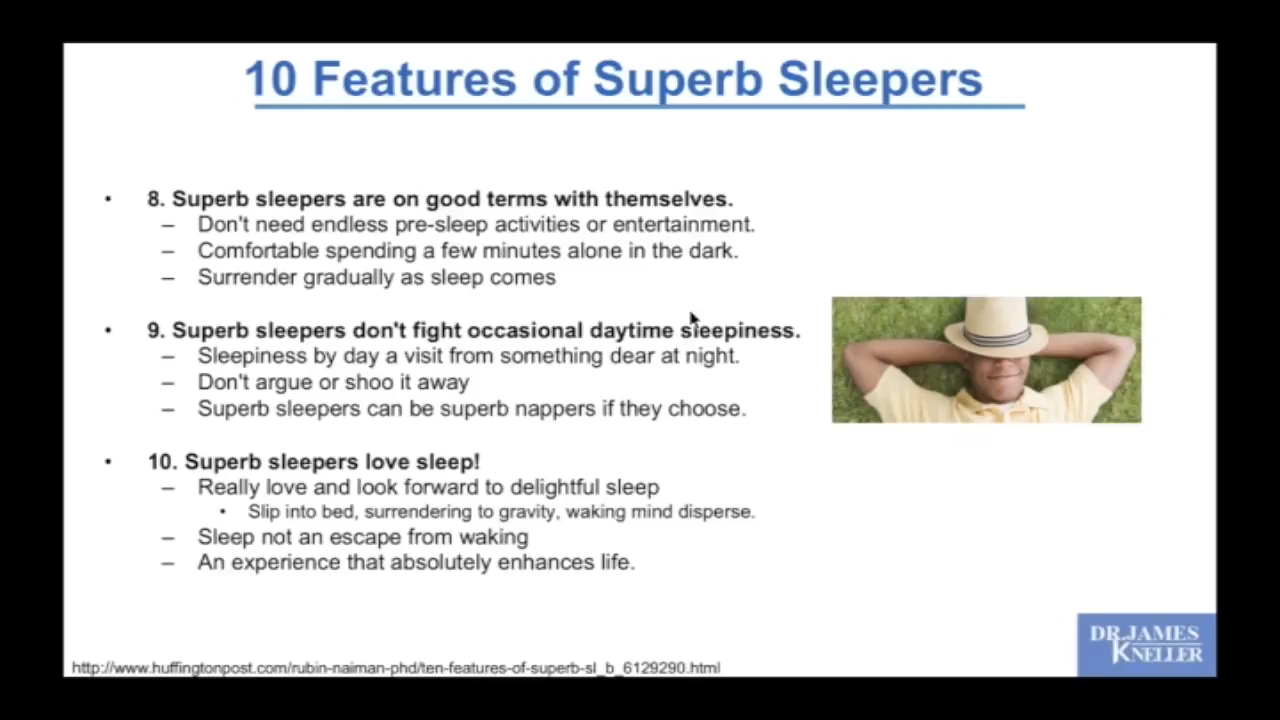 10 Features of Superb Sleepers
• 8. Superb sleepers are on good terms with themselves.
– Don't need endless pre-sleep activities or entertainment.
– Comfortable spending a few minutes alone in the dark.
– Surrender gradually as sleep comes
• 9. Superb sleepers don't fight occasional daytime sleepiness.
– Sleepiness by day a visit from something dear at night.
– Don't argue or shoo it away
– Superb sleepers can be superb nappers if they choose.
• 10. Superb sleepers love sleep!
– Really love and look forward to delightful sleep
• Slip into bed, surrendering to gravity, waking mind disperse.
– Sleep not an escape from waking
– An experience that absolutely enhances life.
http://www.huffingtonpost.com/rubin-naiman-phd/ten-features-of-superb-sl_b_6129290.html
DR.JAMES
KNELLER